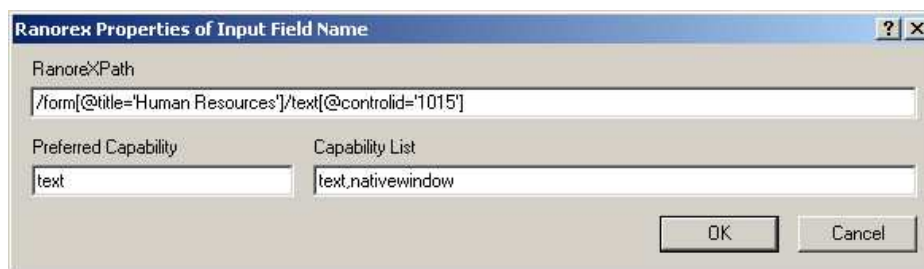 Ranorex Properties of Input Field Name
RanoreXPath
/form[@title='Human Resources']/text[@controlid='1015']
Preferred Capability Capability List
text text,nativewindow
OK Cancel